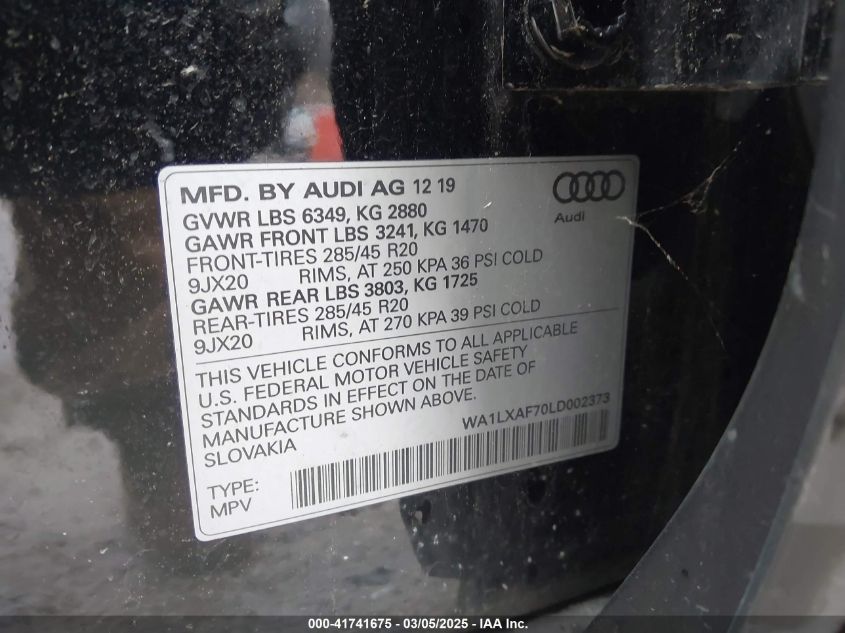 MFD. BY AUDI AG 12 19
GVWR LBS 6349, KG 2880
GAWR FRONT LBS 3241, KG 1470
FRONT-TIRES 285/45 R20
9JX20 RIMS, AT 250 KPA 36 PSI COLD
GAWR REAR LBS 3803, KG 1725
REAR-TIRES 285/45 R20
9JX20 RIMS, AT 270 KPA 39 PSI COLD
Audi
THIS VEHICLE CONFORMS TO ALL APPLICABLE
U.S. FEDERAL MOTOR VEHICLE SAFETY
STANDARDS IN EFFECT ON THE DATE OF
MANUFACTURE SHOWN ABOVE.
SLOVAKIA
WA1LXAF70LD002373
TYPE:
MPV
000-41741675 — 03/05/2025 — IAAI.COM